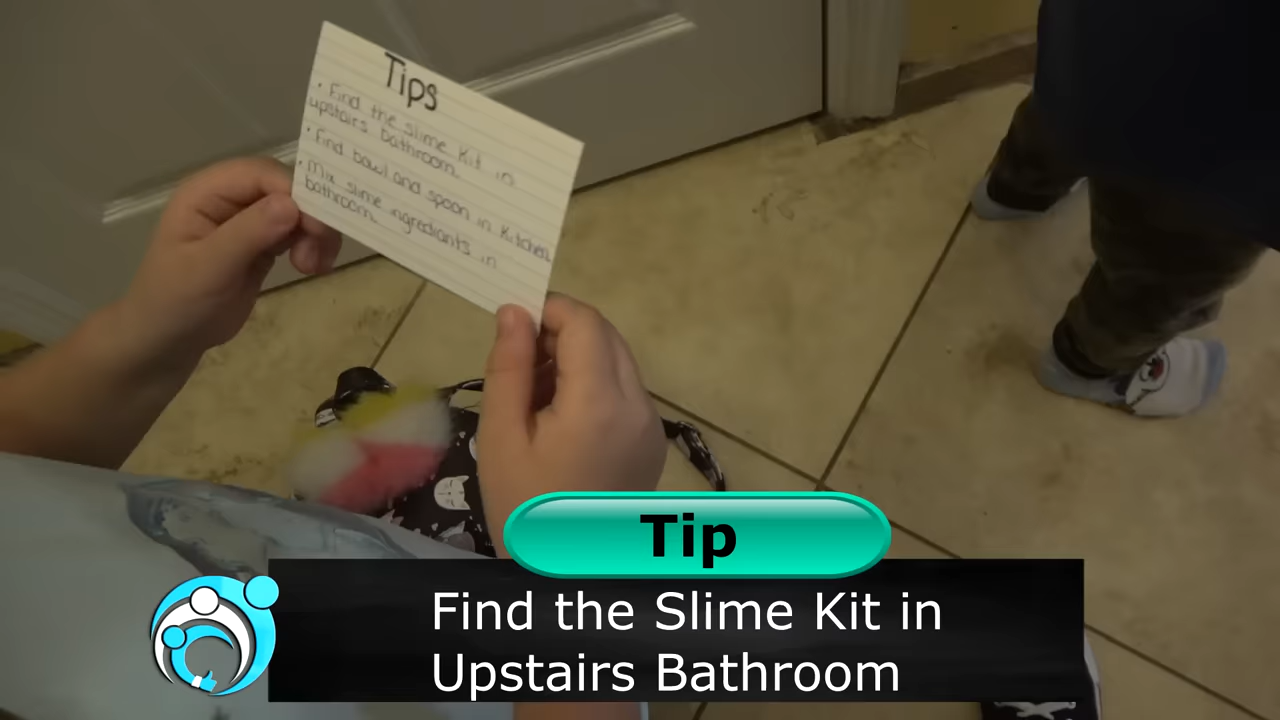 Tips
· Find the slime Kit in
upstairs bathroom.
· Find bowl and spoon in Kitchen
· Mix slime ingrediants in
bathroom
Tip
Find the Slime Kit in
Upstairs Bathroom